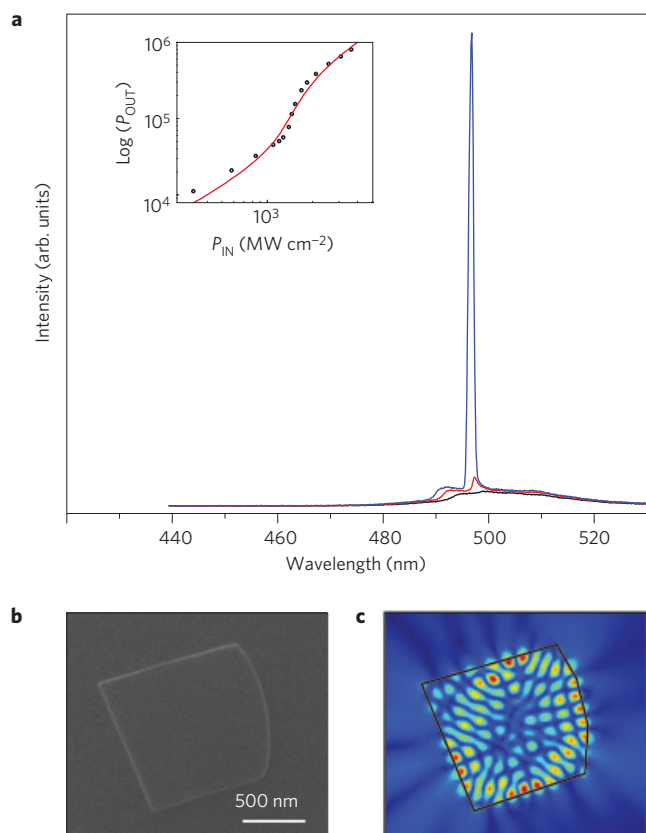 a
10⁶
10⁵
10⁴
Log (P_OUT)
10³
P_IN (MW cm⁻²)
Intensity (arb. units)
440 460 480 500 520
Wavelength (nm)
b
c
500 nm